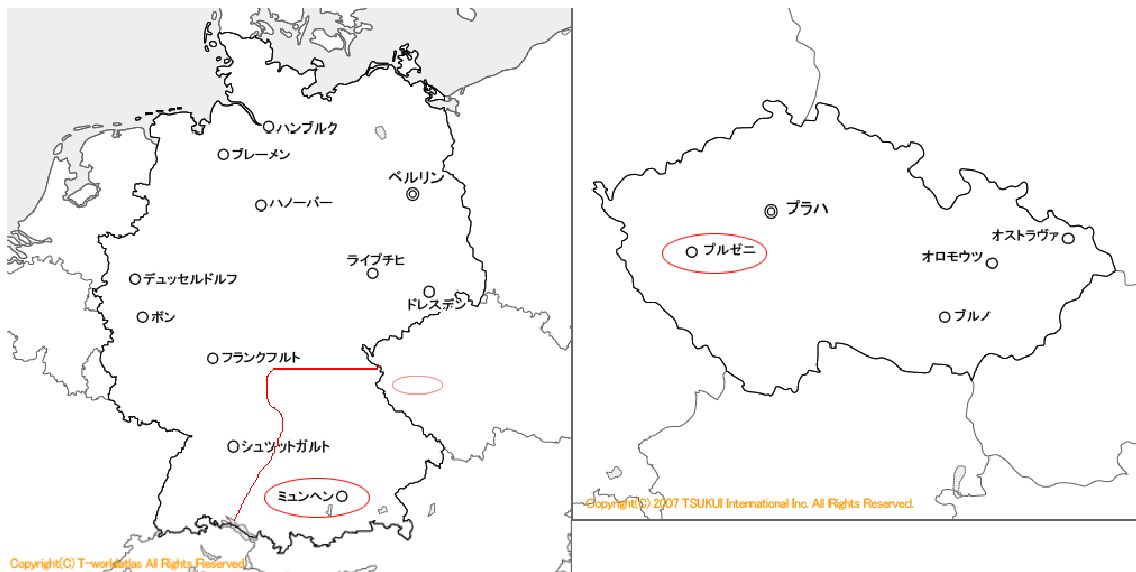 ハンブルク
ブレーメン
ベルリン
ハノーバー
ライプチヒ
デュッセルドルフ
ドレスデン
ボン
フランクフルト
シュツットガルト
ミュンヘン
Copyright(C) T-worldatlas All Rights Reserved
プラハ
オストラヴァ
プルゼニ
オロモウツ
ブルノ
Copyright(C) 2007 TSUKUI International Inc. All Rights Reserved.